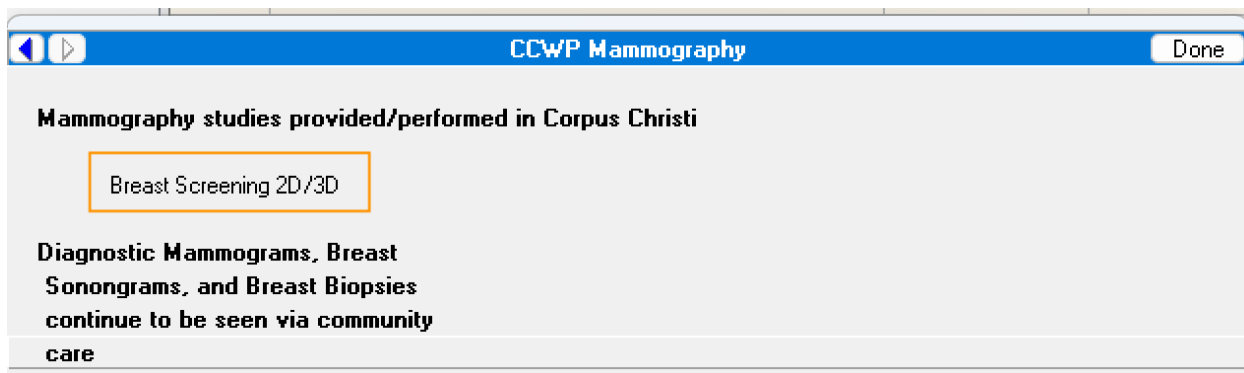 CCWP Mammography
Done
Mammography studies provided/performed in Corpus Christi
Breast Screening 2D/3D
Diagnostic Mammograms, Breast
Sonongrams, and Breast Biopsies
continue to be seen via community
care